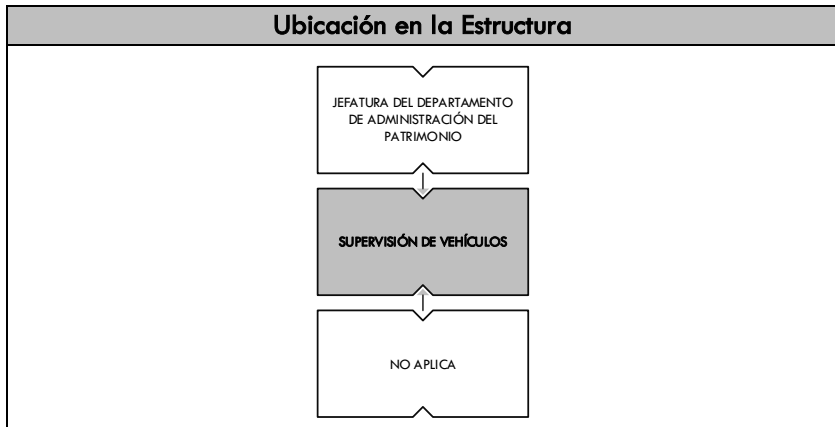 Ubicación en la Estructura
JEFATURA DEL DEPARTAMENTO
DE ADMINISTRACIÓN DEL
PATRIMONIO
SUPERVISIÓN DE VEHÍCULOS
NO APLICA